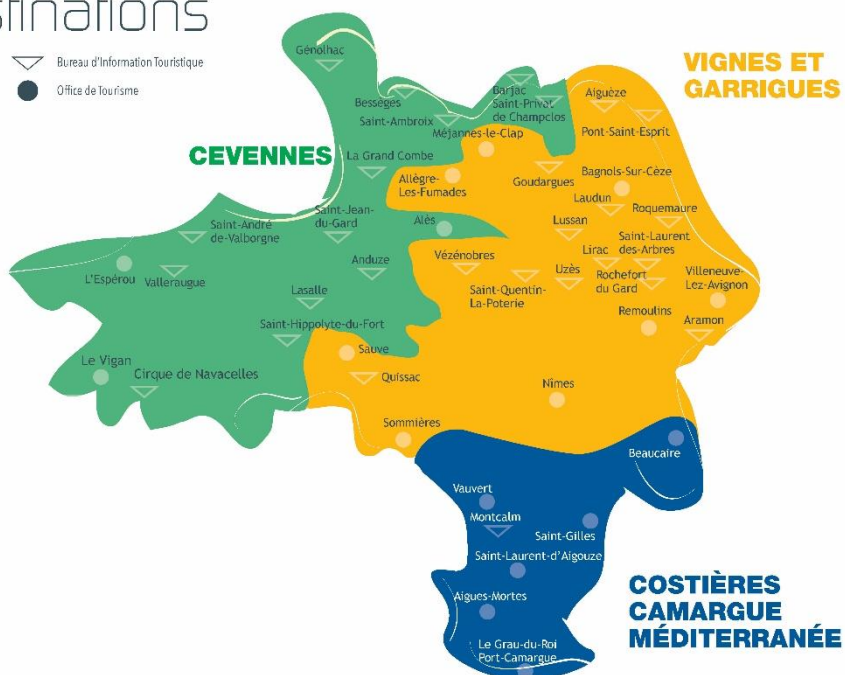 stinations
Bureau d'Information Touristique
Office de Tourisme
VIGNES ET
GARRIGUES
CEVENNES
Génolhac
Bessèges
Saint-Ambroix
Barjac
Saint-Privat
de Champclos
Méjannes-le-Clap
Aiguèze
Pont-Saint-Esprit
La Grand Combe
Allègre-
Les-Fumades
Goudargues
Bagnols-Sur-Cèze
Laudun
Roquemaure
Saint-André
de-Valborgne
Saint-Jean-
du-Gard
Alès
Lussan
Lirac
Saint-Laurent
des-Arbres
L'Espérou
Valleraugue
Anduze
Vézénobres
Uzès
Rochefort
du Gard
Villeneuve-
Lez-Avignon
Lasalle
Saint-Quentin-
La-Poterie
Remoulins
Aramon
Saint-Hippolyte-du-Fort
Sauve
Le Vigan
Cirque de Navacelles
Quissac
Nîmes
Sommières
Beaucaire
Vauvert
Montcalm
Saint-Gilles
Saint-Laurent-d'Aigouze
Aigues-Mortes
Le Grau-du-Roi
Port-Camargue
COSTIÈRES
CAMARGUE
MÉDITERRANÉE